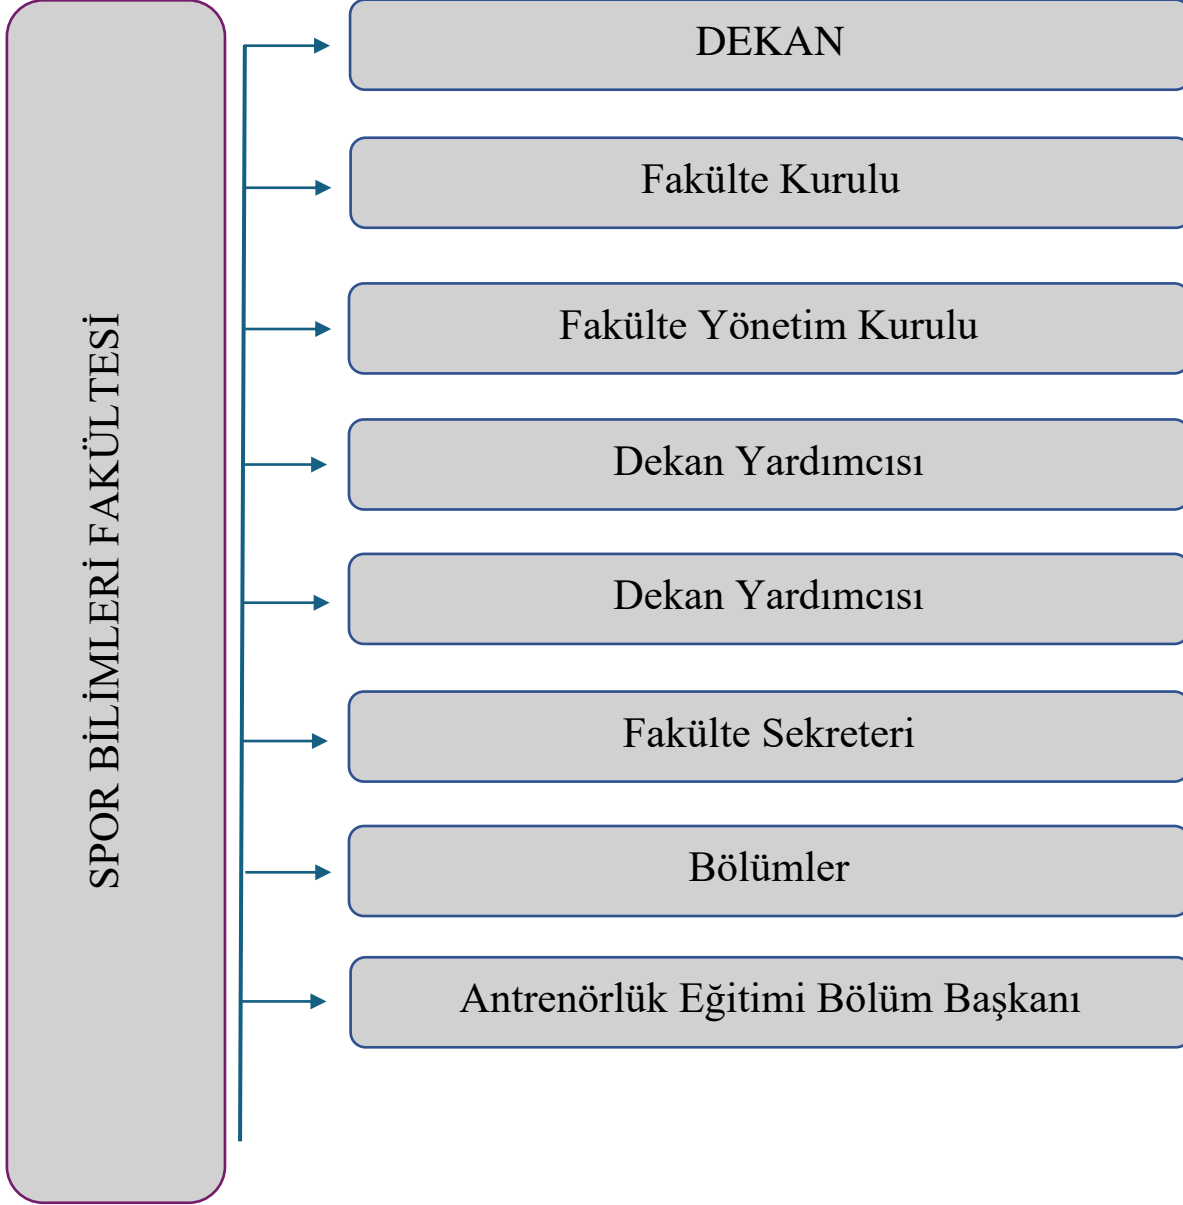 SPOR BİLİMLERİ FAKÜLTESİ
DEKAN
Fakülte Kurulu
Fakülte Yönetim Kurulu
Dekan Yardımcısı
Dekan Yardımcısı
Fakülte Sekreteri
Bölümler
Antrenörlük Eğitimi Bölüm Başkanı